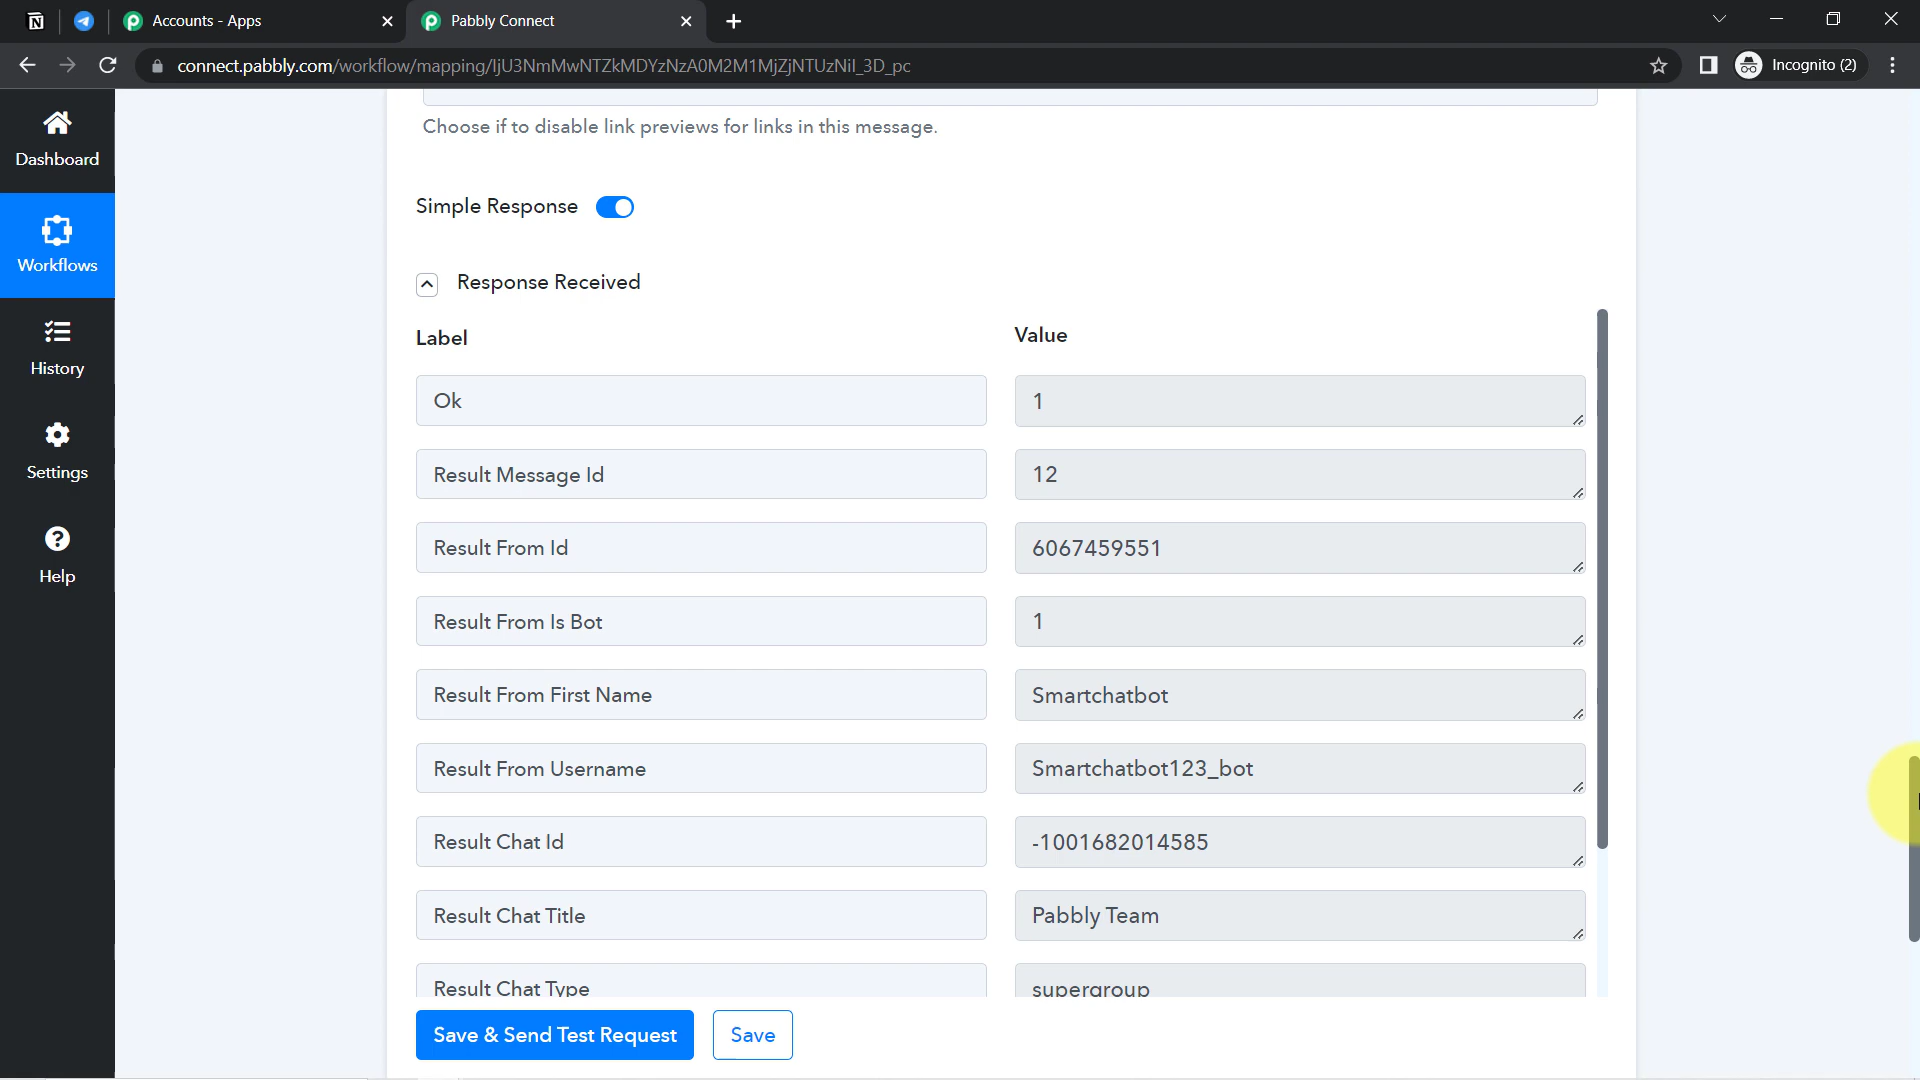 Accounts - Apps
Pabbly Connect
connect.pabbly.com/workflow/mapping/IjU3NmMwNTZkMDYzNzA0M2M1MjZjNTUzNiI_3D_pc
Incognito (2)
Dashboard
Workflows
History
Settings
Help
Choose if to disable link previews for links in this message.
Simple Response
Response Received
Label
Value
Ok
1
Result Message Id
12
Result From Id
6067459551
Result From Is Bot
1
Result From First Name
Smartchatbot
Result From Username
Smartchatbot123_bot
Result Chat Id
-1001682014585
Result Chat Title
Pabbly Team
Result Chat Type
supergroup
Save & Send Test Request
Save